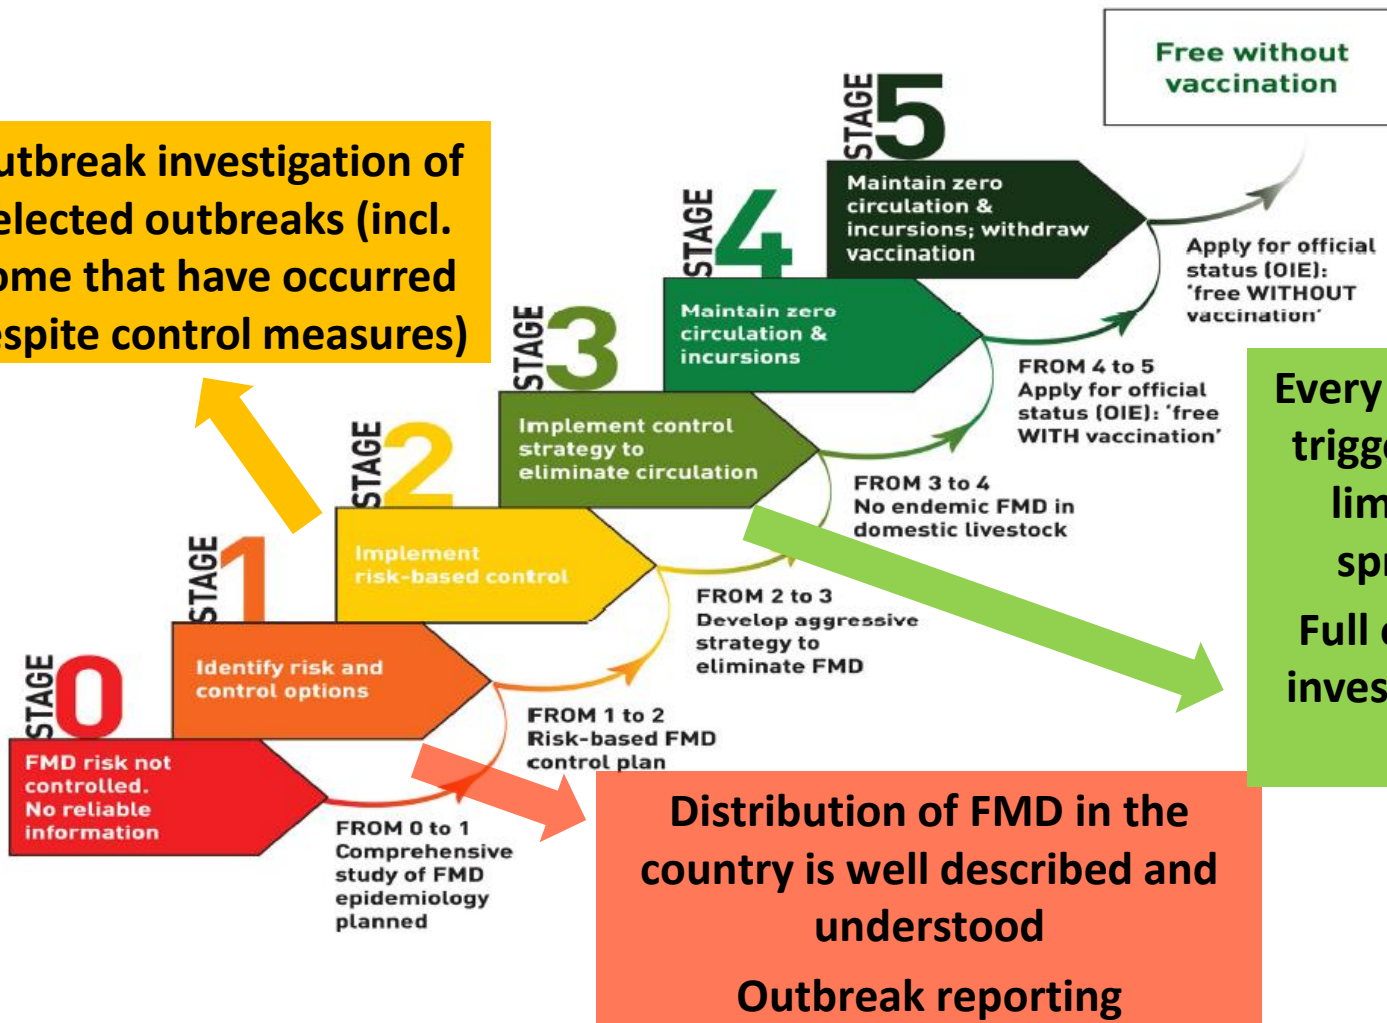 Free without
vaccination
STAGE
5
Maintain zero
circulation &
incursions; withdraw
vaccination
Apply for official
status (OIE):
'free WITHOUT
vaccination'
utbreak investigation of
elected outbreaks (incl.
ome that have occurred
espite control measures)
STAGE
4
Maintain zero
circulation &
incursions
FROM 4 to 5
Apply for official
status (OIE): 'free
WITH vaccination'
STAGE
3
Implement control
strategy to
eliminate circulation
FROM 3 to 4
No endemic FMD in
domestic livestock
Every
trigge
lim
spr
Full
inves
STAGE
2
Implement
risk-based control
FROM 2 to 3
Develop aggressive
strategy to
eliminate FMD
STAGE
1
Identify risk and
control options
FROM 1 to 2
Risk-based FMD
control plan
STAGE
0
FMD risk not
controlled.
No reliable
information
FROM 0 to 1
Comprehensive
study of FMD
epidemiology
planned
Distribution of FMD in the
country is well described and
understood
Outbreak reporting